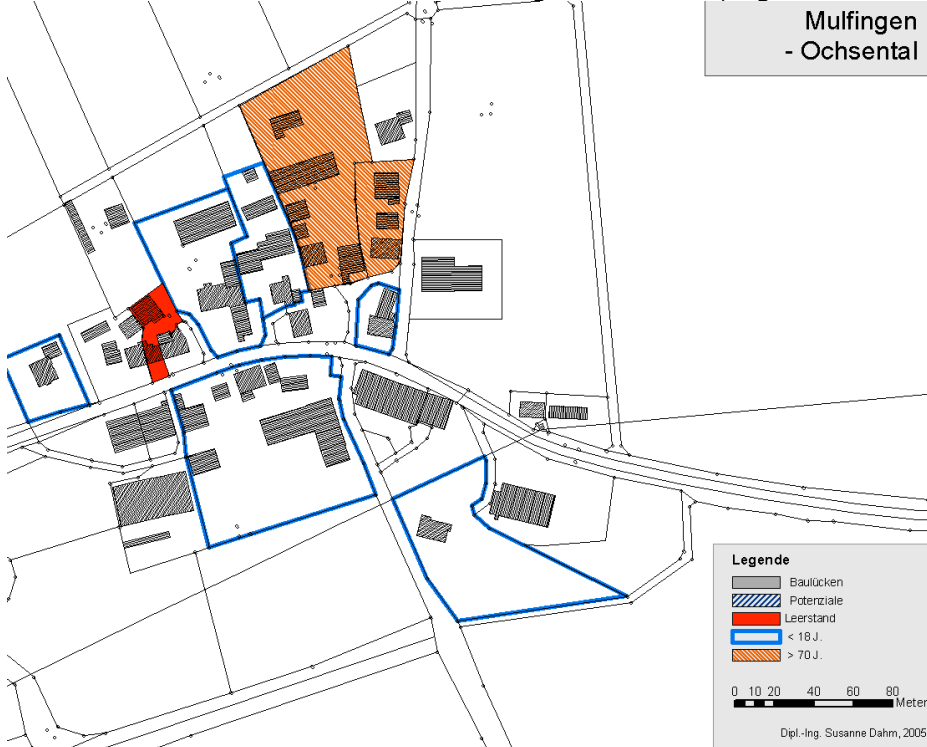 Mulfingen
- Ochsental
Legende
Baulücken
Potenziale
Leerstand
< 18 J.
> 70 J.
0 10 20 40 60 80
Meter
Dipl.-Ing. Susanne Dahm, 2005